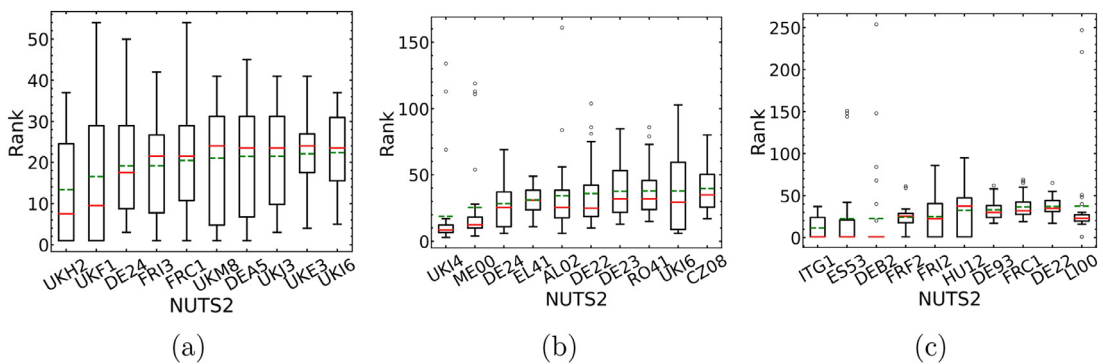 50
40
30
20
10
0
Rank
UKH2 UKF1 DE24 FRI3 FRC1 UKM8 DEA5 UKJ3 UKE3 UKI6
NUTS2
(a)
150
100
50
0
Rank
UKI4 ME00 DE24 EL41 AL02 DE22 DE23 RO41 UKI6 CZ08
NUTS2
(b)
250
200
150
100
50
0
Rank
ITG1 ES53 DEB2 FRF2 FRI2 HU12 DE93 FRC1 DE22 LI00
NUTS2
(c)